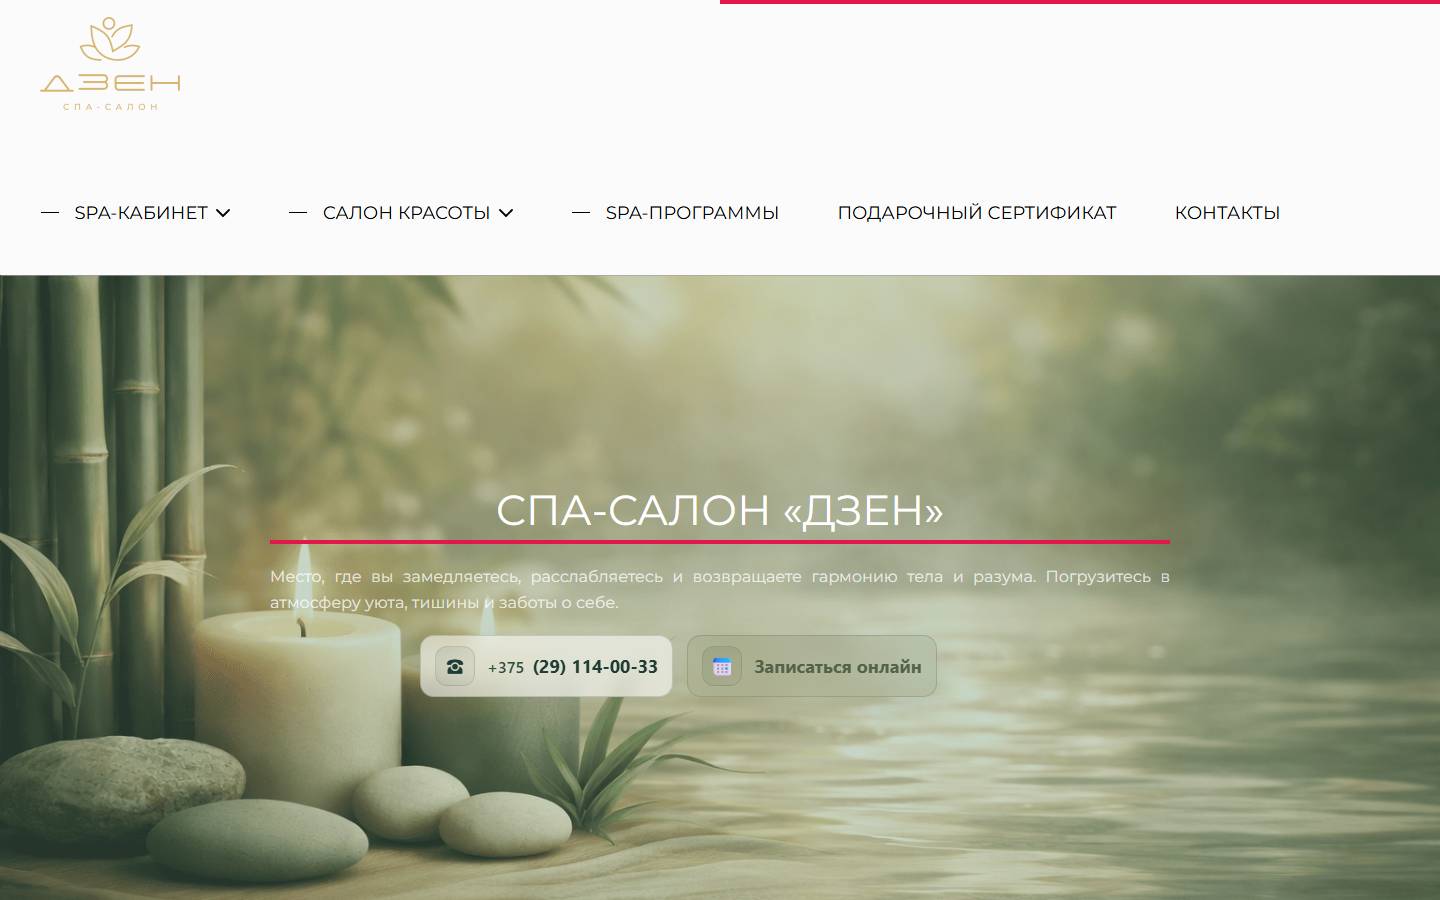 ДЗЕН
СПА-САЛОН
SPA-КАБИНЕТ
САЛОН КРАСОТЫ
SPA-ПРОГРАММЫ
ПОДАРОЧНЫЙ СЕРТИФИКАТ
КОНТАКТЫ
СПА-САЛОН «ДЗЕН»
Место, где вы замедляетесь, расслабляетесь и возвращаете гармонию тела и разума. Погрузитесь в
атмосферу уюта, тишины и заботы о себе.
+375 (29) 114-00-33
Записаться онлайн